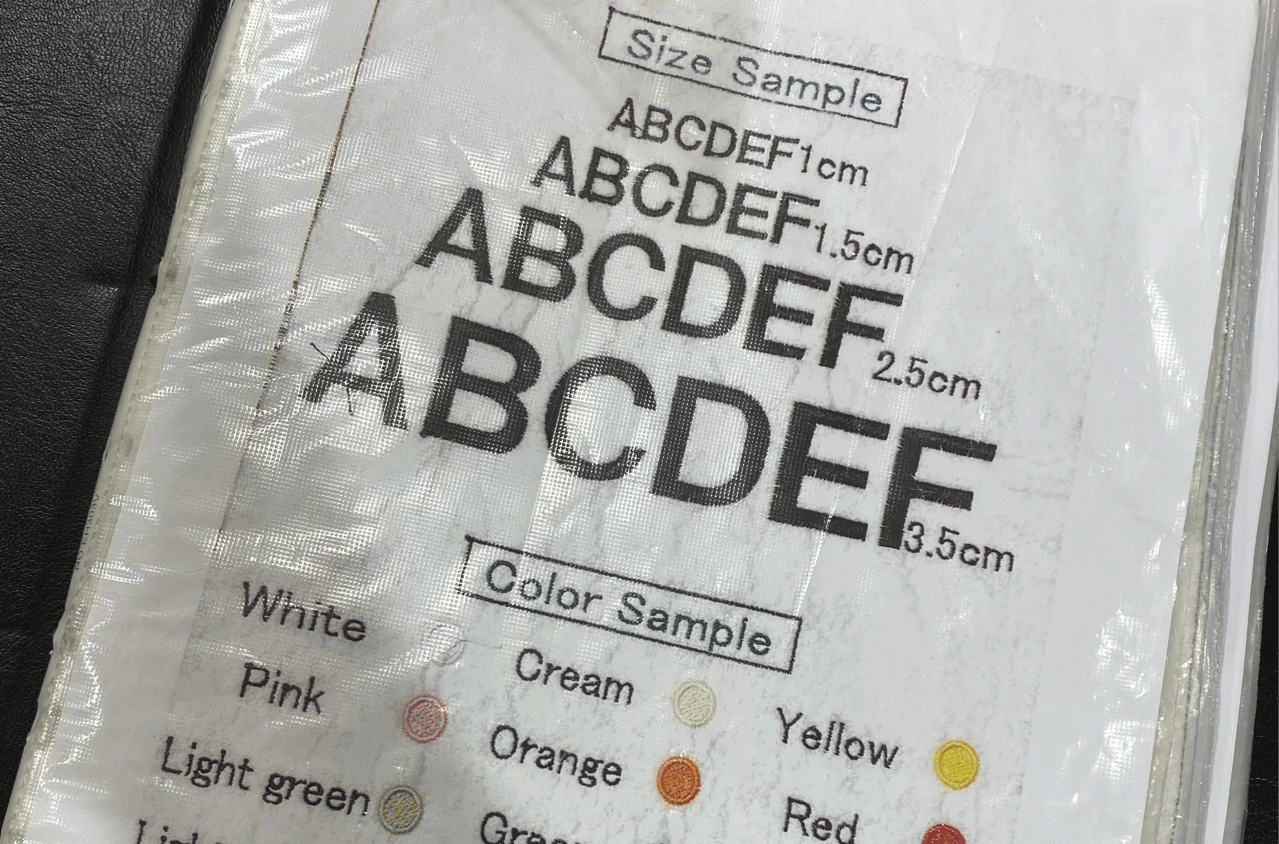 Size Sample
ABCDEF1cm
ABCDEF1.5cm
ABCDEF2.5cm
ABCDEF3.5cm
Color Sample
White Cream Yellow
Pink Orange Red
Light green